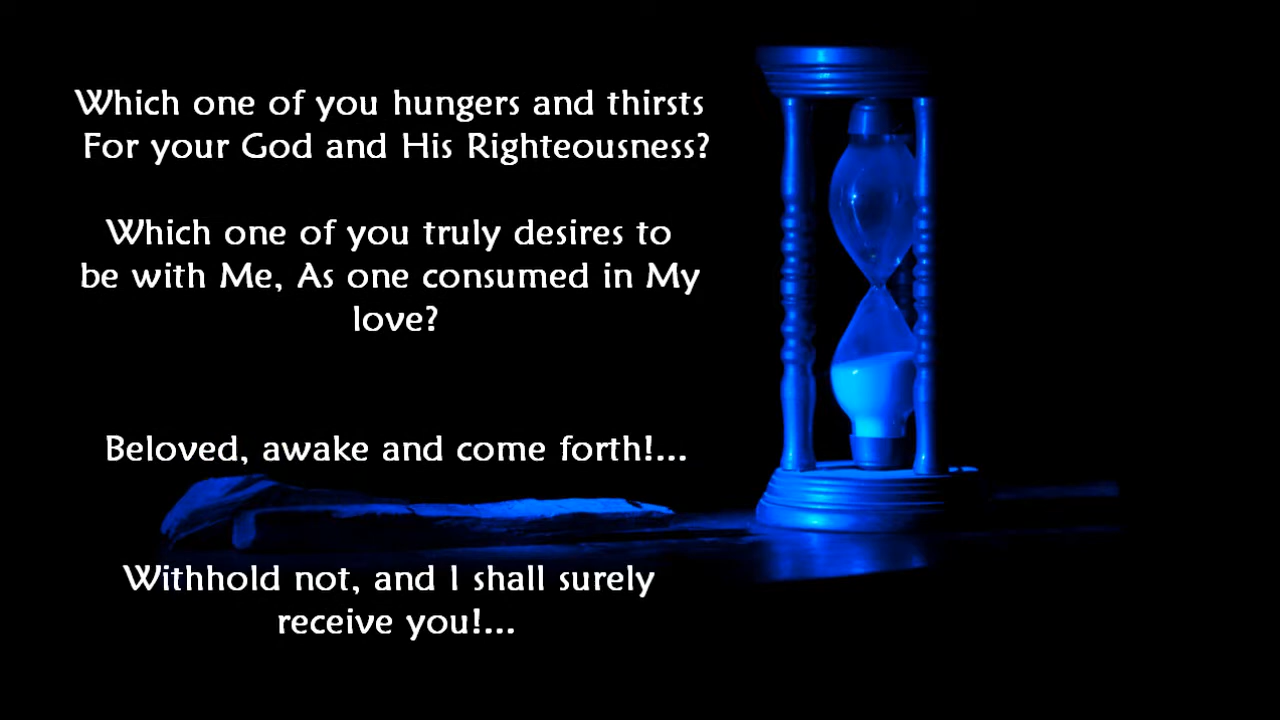 Which one of you hungers and thirsts
For your God and His Righteousness?
Which one of you truly desires to
be with Me, As one consumed in My
love?
Beloved, awake and come forth!...
Withhold not, and I shall surely
receive you!...